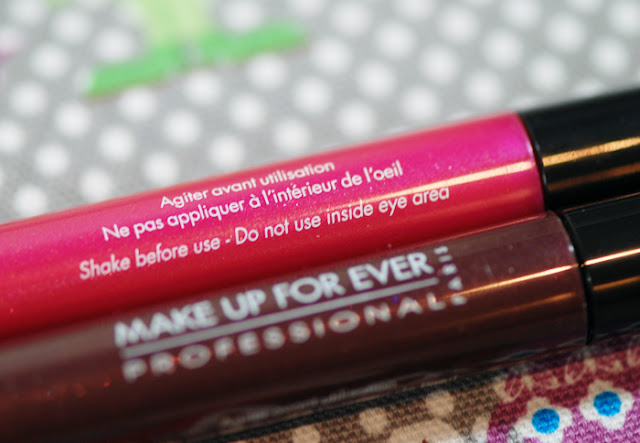 Agiter avant utilisation
Ne pas appliquer à l'intérieur de l'oeil
Shake before use - Do not use inside eye area
MAKE UP FOR EVER
PROFESSIONAL
PARIS